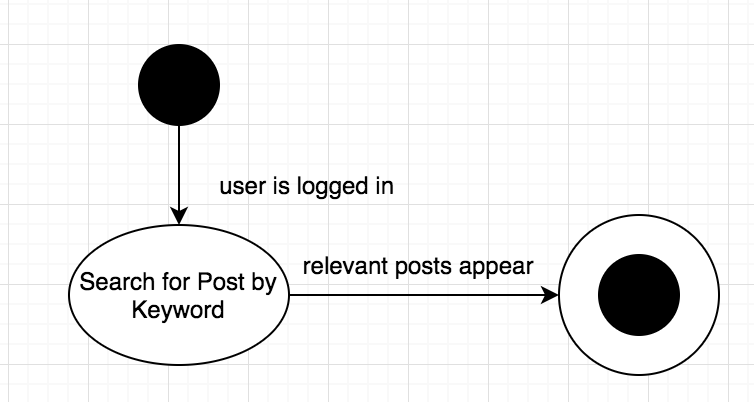 user is logged in
relevant posts appear
Search for Post by
Keyword